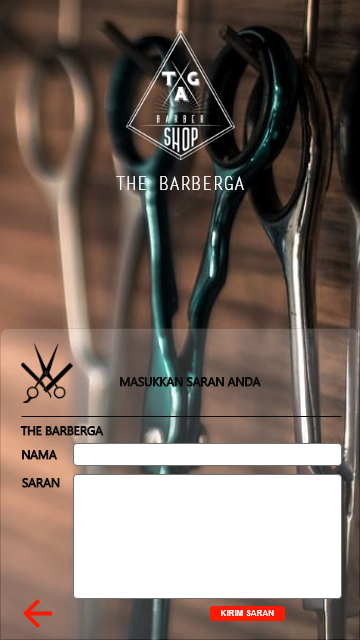 T A G
BARBER
SHOP
THE BARBERGA
MASUKKAN SARAN ANDA
THE BARBERGA
NAMA
SARAN
KIRIM SARAN